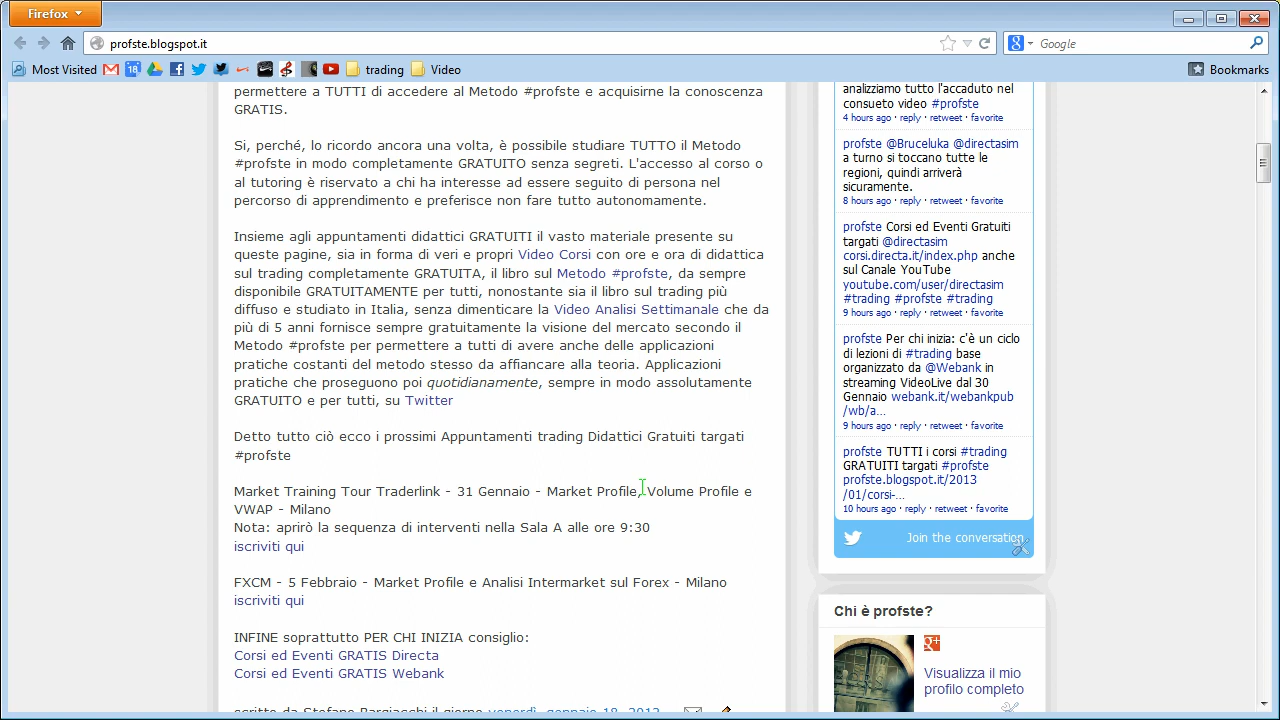 Firefox
profste.blogspot.it
Google
Most Visited
18
trading
Video
Bookmarks
permettere a TUTTI di accedere al Metodo #profste e acquisirne la conoscenza
GRATIS.
Si, perché, lo ricordo ancora una volta, è possibile studiare TUTTO il Metodo
#profste in modo completamente GRATUITO senza segreti. L'accesso al corso o
al tutoring è riservato a chi ha interesse ad essere seguito di persona nel
percorso di apprendimento e preferisce non fare tutto autonomamente.
Insieme agli appuntamenti didattici GRATUITI il vasto materiale presente su
queste pagine, sia in forma di veri e propri Video Corsi con ore e ora di didattica
sul trading completamente GRATUITA, il libro sul Metodo #profste, da sempre
disponibile GRATUITAMENTE per tutti, nonostante sia il libro sul trading più
diffuso e studiato in Italia, senza dimenticare la Video Analisi Settimanale che da
più di 5 anni fornisce sempre gratuitamente la visione del mercato secondo il
Metodo #profste per permettere a tutti di avere anche delle applicazioni
pratiche costanti del metodo stesso da affiancare alla teoria. Applicazioni
pratiche che proseguono poi quotidianamente, sempre in modo assolutamente
GRATUITO e per tutti, su Twitter
Detto tutto ciò ecco i prossimi Appuntamenti trading Didattici Gratuiti targati
#profste
Market Training Tour Traderlink - 31 Gennaio - Market Profile, Volume Profile e
VWAP - Milano
Nota: aprirò la sequenza di interventi nella Sala A alle ore 9:30
iscriviti qui
FXCM - 5 Febbraio - Market Profile e Analisi Intermarket sul Forex - Milano
iscriviti qui
INFINE soprattutto PER CHI INIZIA consiglio:
Corsi ed Eventi GRATIS Directa
Corsi ed Eventi GRATIS Webank
scritto da Stefano Bargiacchi il giorno venerdì, gennaio 18, 2013
analizziamo tutto l'accaduto nel
consueto video #profste
4 hours ago · reply · retweet · favorite
profste @Bruceluka @directasim
a turno si toccano tutte le
regioni, quindi arriverà
sicuramente.
8 hours ago · reply · retweet · favorite
profste Corsi ed Eventi Gratuiti
targati @directasim
corsi.directa.it/index.php anche
sul Canale YouTube
youtube.com/user/directasim
#trading #profste #trading
9 hours ago · reply · retweet · favorite
profste Per chi inizia: c'è un ciclo
di lezioni di #trading base
organizzato da @Webank in
streaming VideoLive dal 30
Gennaio webank.it/webankpub
/wb/a...
9 hours ago · reply · retweet · favorite
profste TUTTI i corsi #trading
GRATUITI targati #profste
profste.blogspot.it/2013
/01/corsi-...
10 hours ago · reply · retweet · favorite
Join the conversation
Chi è profste?
g+
Visualizza il mio
profilo completo